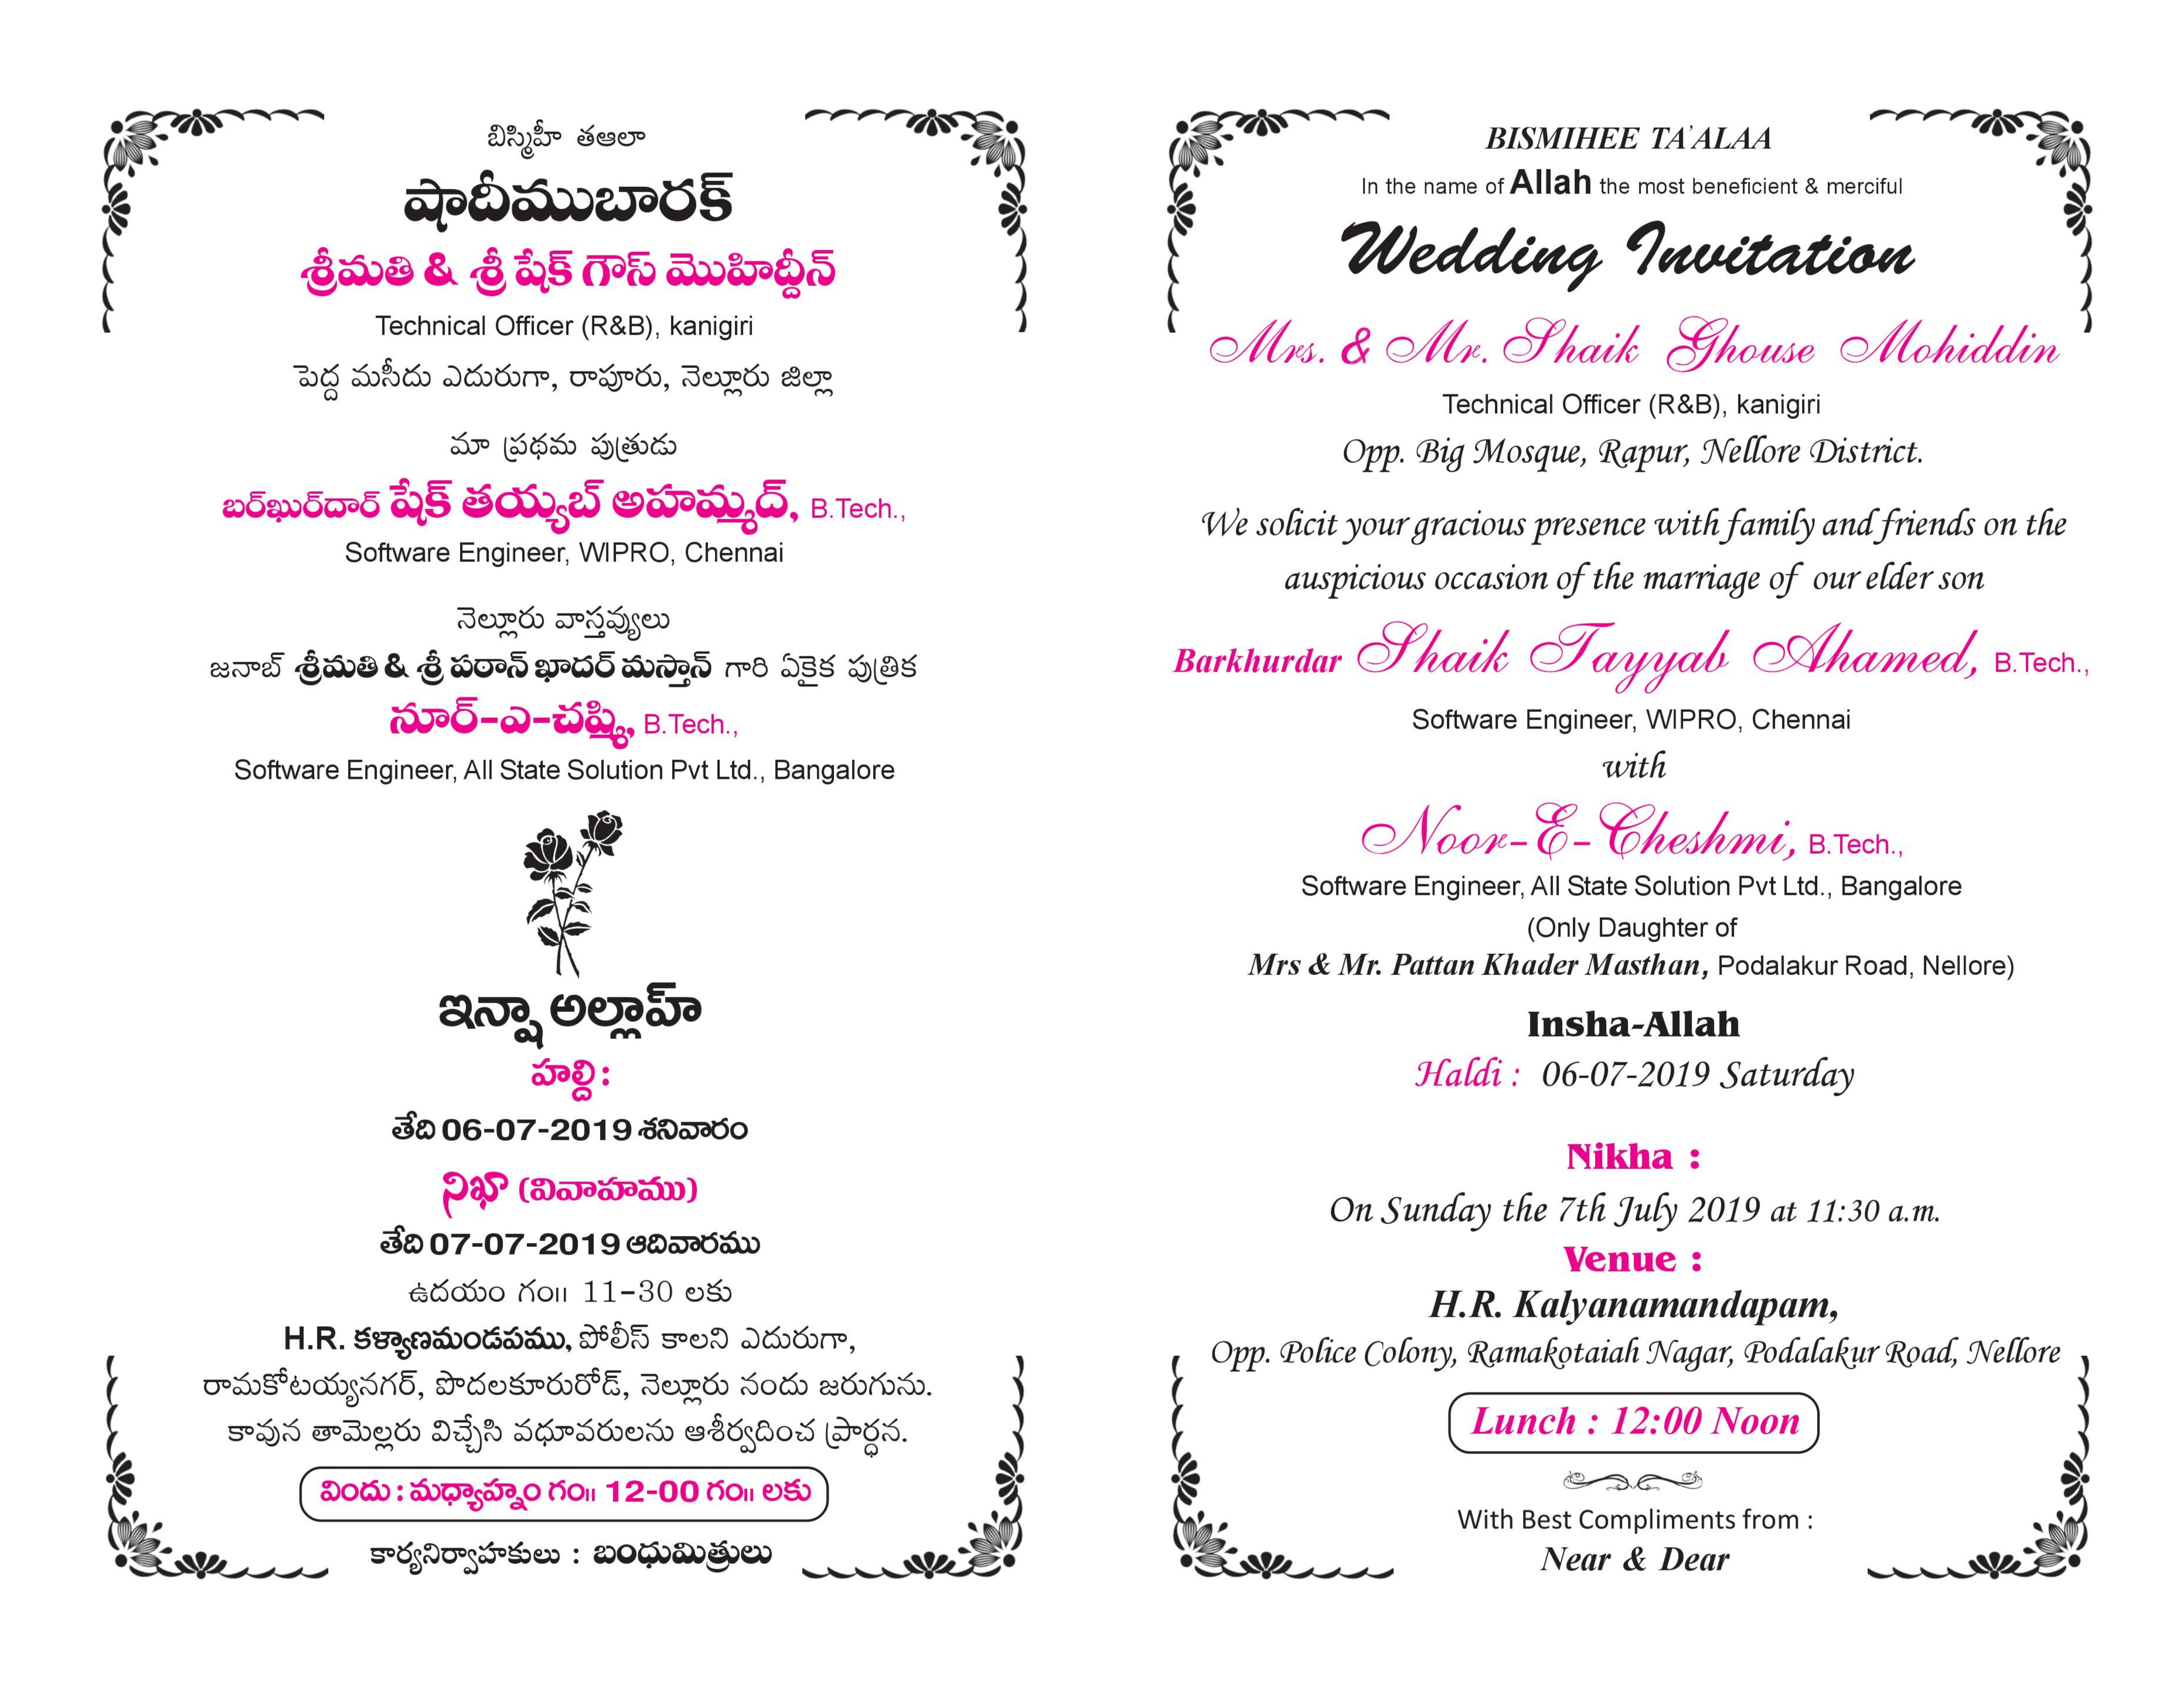 బిస్మిహీ తఆలా
షాదీముబారక్
శ్రీమతి & శ్రీ షేక్ గౌస్ మొహిద్దీన్
Technical Officer (R&B), kanigiri
పెద్ద మసీదు ఎదురుగా, రాపూరు, నెల్లూరు జిల్లా
మా ప్రథమ పుత్రుడు
బర్‌ఖుర్‌దార్ షేక్ తయ్యబ్ అహమ్మద్, B.Tech.,
Software Engineer, WIPRO, Chennai
నెల్లూరు వాస్తవ్యులు
జనాబ్ శ్రీమతి & శ్రీ పఠాన్ ఖాదర్ మస్తాన్ గారి ఏకైక పుత్రిక
నూర్-ఎ-చష్మి, B.Tech.,
Software Engineer, All State Solution Pvt Ltd., Bangalore
ఇన్షా అల్లాహ్
హల్ది:
తేది 06-07-2019 శనివారం
నిఖా (వివాహము)
తేది 07-07-2019 ఆదివారము
ఉదయం గం॥ 11-30 లకు
H.R. కళ్యాణమండపము, పోలీస్ కాలని ఎదురుగా,
రామకోటయ్యనగర్, పొదలకూరురోడ్, నెల్లూరు నందు జరుగును.
కావున తామెల్లరు విచ్చేసి వధూవరులను ఆశీర్వదించ ప్రార్ధన.
విందు : మధ్యాహ్నం గం॥ 12-00 గం॥ లకు
కార్యనిర్వాహకులు : బంధుమిత్రులు
BISMIHEE TA'ALAA
In the name of Allah the most beneficient & merciful
Wedding Invitation
Mrs. & Mr. Shaik Ghouse Mohiddin
Technical Officer (R&B), kanigiri
Opp. Big Mosque, Rapur, Nellore District.
We solicit your gracious presence with family and friends on the
auspicious occasion of the marriage of our elder son
Barkhurdar Shaik Tayyab Ahamed, B.Tech.,
Software Engineer, WIPRO, Chennai
with
Noor-E-Cheshmi, B.Tech.,
Software Engineer, All State Solution Pvt Ltd., Bangalore
(Only Daughter of
Mrs & Mr. Pattan Khader Masthan, Podalakur Road, Nellore)
Insha-Allah
Haldi : 06-07-2019 Saturday
Nikha :
On Sunday the 7th July 2019 at 11:30 a.m.
Venue :
H.R. Kalyanamandapam,
Opp. Police Colony, Ramakotaiah Nagar, Podalakur Road, Nellore
Lunch : 12:00 Noon
With Best Compliments from :
Near & Dear